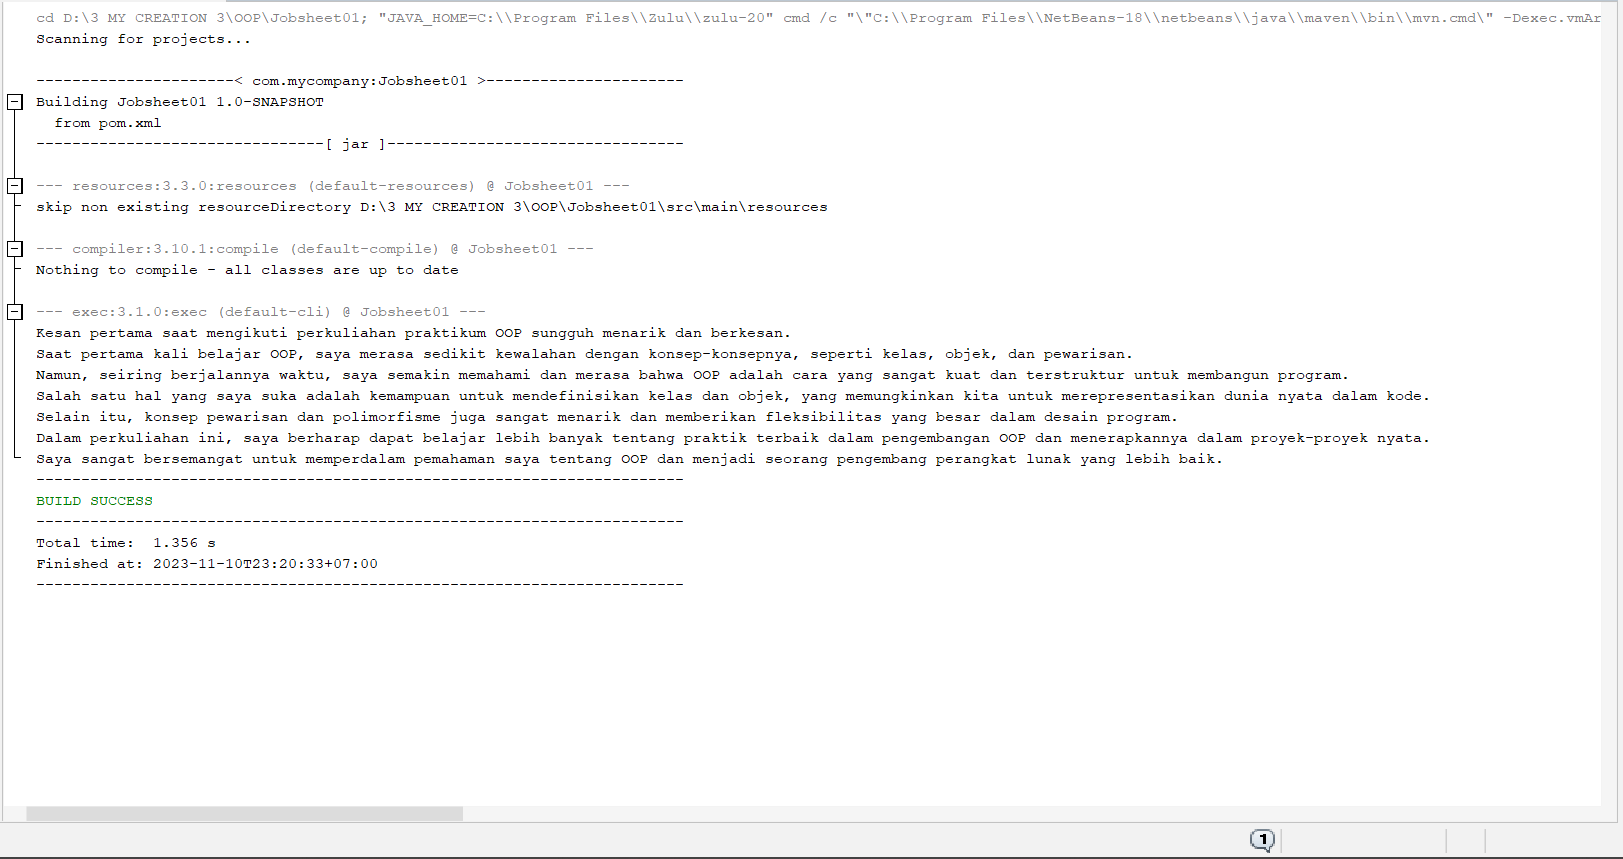 cd D:\3 MY CREATION 3\OOP\Jobsheet01; "JAVA_HOME=C:\\Program Files\\Zulu\\zulu-20" cmd /c "\"C:\\Program Files\\NetBeans-18\\netbeans\\java\\maven\\bin\\mvn.cmd\" -Dexec.vmAr
Scanning for projects...
----------------------< com.mycompany:Jobsheet01 >----------------------
Building Jobsheet01 1.0-SNAPSHOT
  from pom.xml
--------------------------------[ jar ]---------------------------------
--- resources:3.3.0:resources (default-resources) @ Jobsheet01 ---
skip non existing resourceDirectory D:\3 MY CREATION 3\OOP\Jobsheet01\src\main\resources
--- compiler:3.10.1:compile (default-compile) @ Jobsheet01 ---
Nothing to compile - all classes are up to date
--- exec:3.1.0:exec (default-cli) @ Jobsheet01 ---
Kesan pertama saat mengikuti perkuliahan praktikum OOP sungguh menarik dan berkesan.
Saat pertama kali belajar OOP, saya merasa sedikit kewalahan dengan konsep-konsepnya, seperti kelas, objek, dan pewarisan.
Namun, seiring berjalannya waktu, saya semakin memahami dan merasa bahwa OOP adalah cara yang sangat kuat dan terstruktur untuk membangun program.
Salah satu hal yang saya suka adalah kemampuan untuk mendefinisikan kelas dan objek, yang memungkinkan kita untuk merepresentasikan dunia nyata dalam kode.
Selain itu, konsep pewarisan dan polimorfisme juga sangat menarik dan memberikan fleksibilitas yang besar dalam desain program.
Dalam perkuliahan ini, saya berharap dapat belajar lebih banyak tentang praktik terbaik dalam pengembangan OOP dan menerapkannya dalam proyek-proyek nyata.
Saya sangat bersemangat untuk memperdalam pemahaman saya tentang OOP dan menjadi seorang pengembang perangkat lunak yang lebih baik.
------------------------------------------------------------------------
BUILD SUCCESS
------------------------------------------------------------------------
Total time:  1.356 s
Finished at: 2023-11-10T23:20:33+07:00
------------------------------------------------------------------------
1